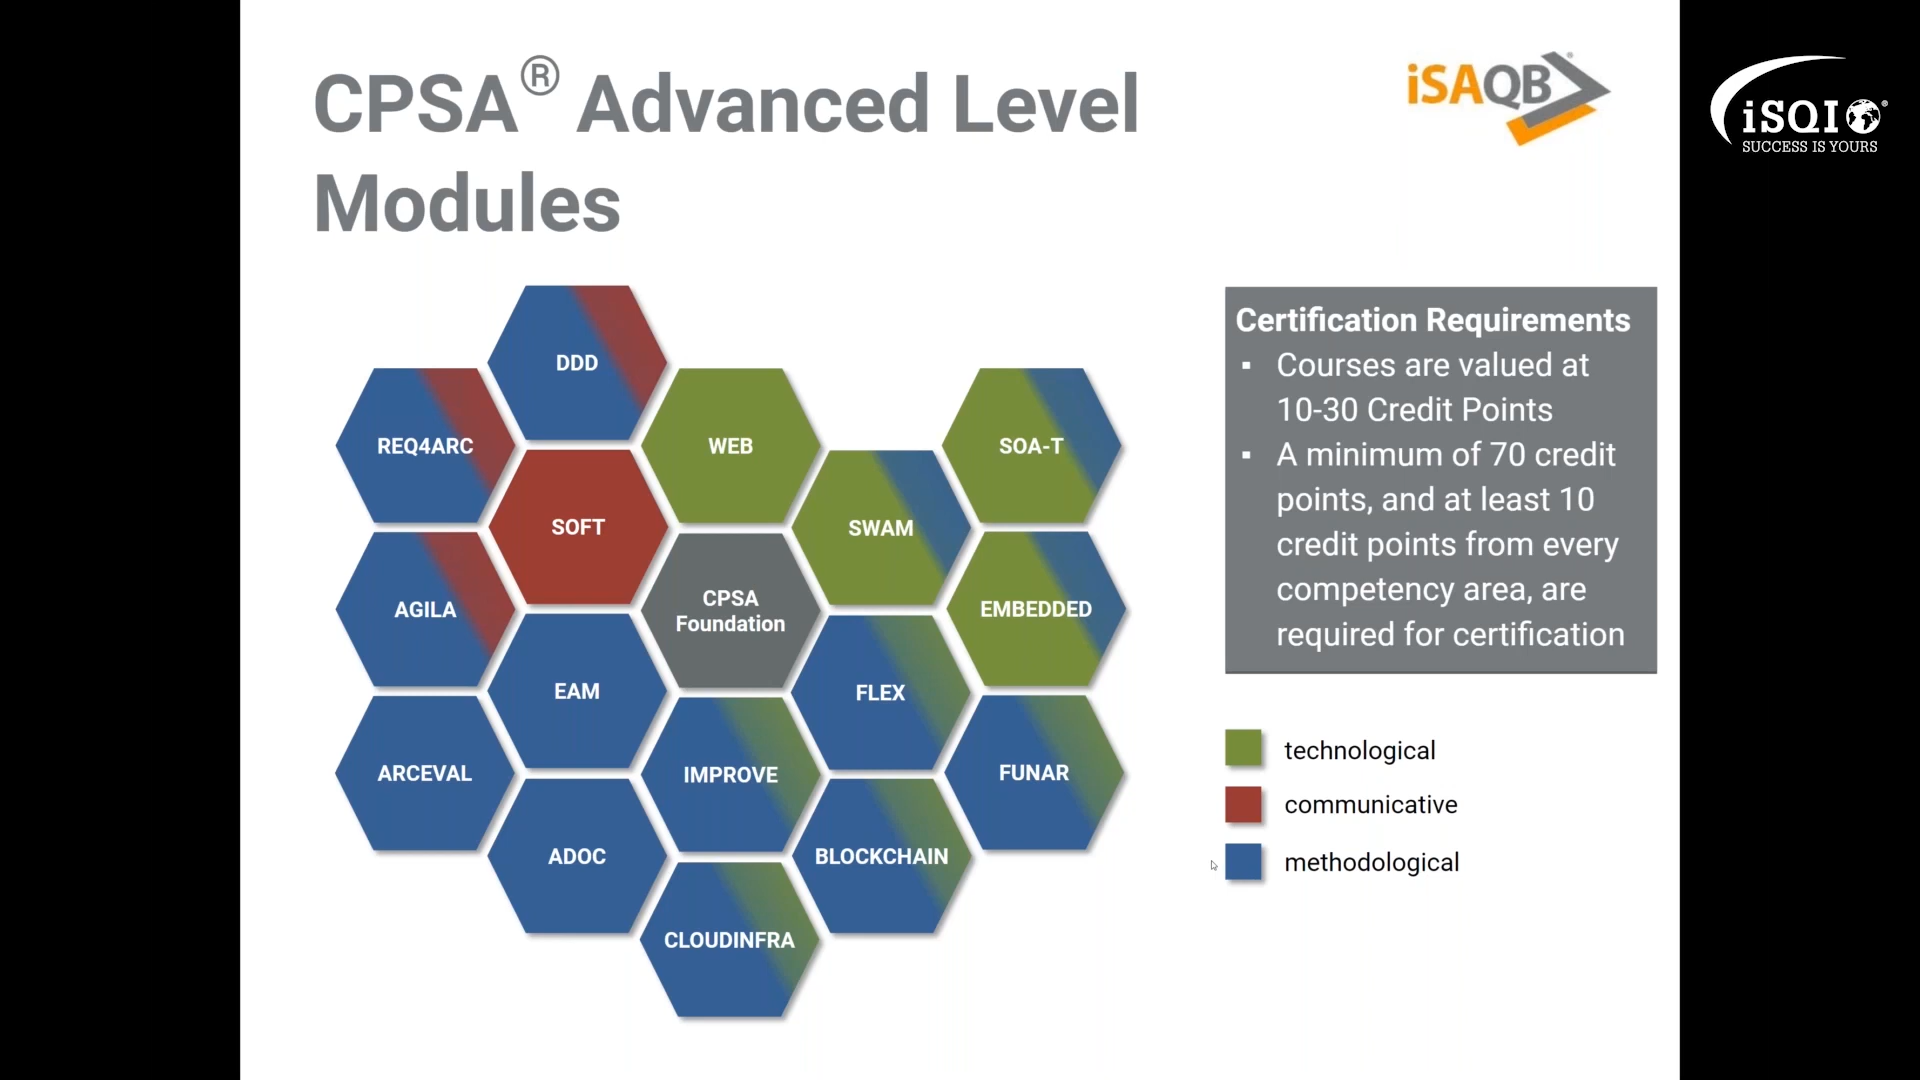 CPSA® Advanced Level
Modules
iSAQB®
iSQI®
SUCCESS IS YOURS
DDD
REQ4ARC
WEB
SOA-T
SOFT
SWAM
AGILA
CPSA
Foundation
EMBEDDED
EAM
FLEX
ARCEVAL
IMPROVE
FUNAR
ADOC
BLOCKCHAIN
CLOUDINFRA
Certification Requirements
▪ Courses are valued at
10-30 Credit Points
▪ A minimum of 70 credit
points, and at least 10
credit points from every
competency area, are
required for certification
technological
communicative
methodological